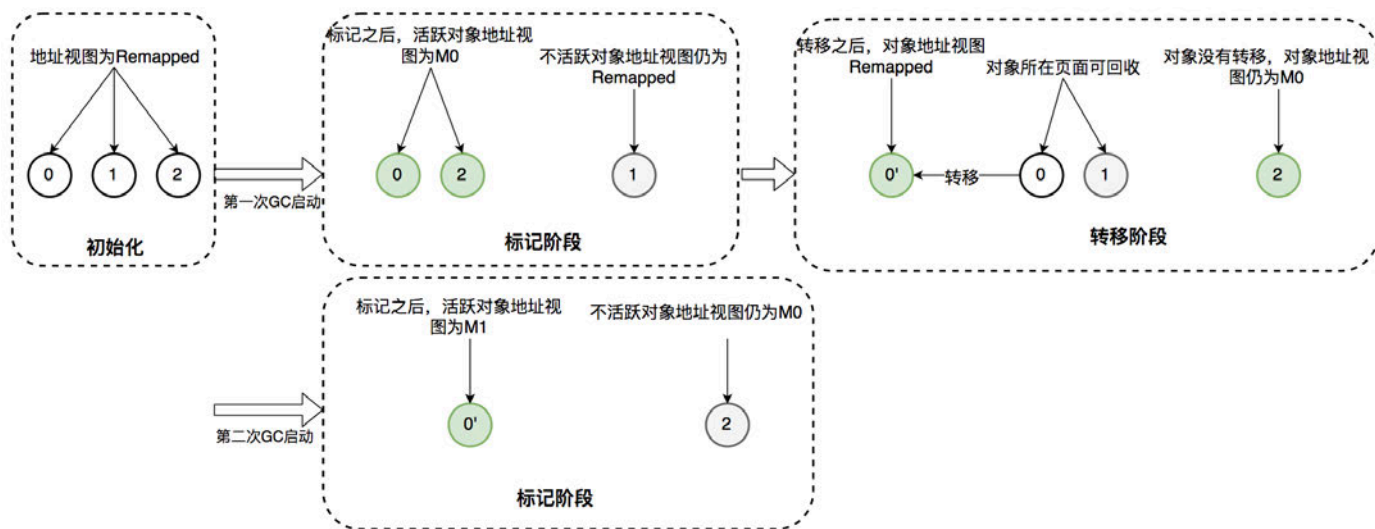 地址视图为Remapped
0
1
2
初始化
第一次GC启动
标记之后，活跃对象地址视
图为M0
不活跃对象地址视图仍为
Remapped
0
2
1
标记阶段
转移之后，对象地址视图
Remapped
对象所在页面可回收
对象没有转移，对象地址视
图仍为M0
0'
转移
0
1
2
转移阶段
第二次GC启动
标记之后，活跃对象地址视
图为M1
不活跃对象地址视图仍为M0
0'
2
标记阶段